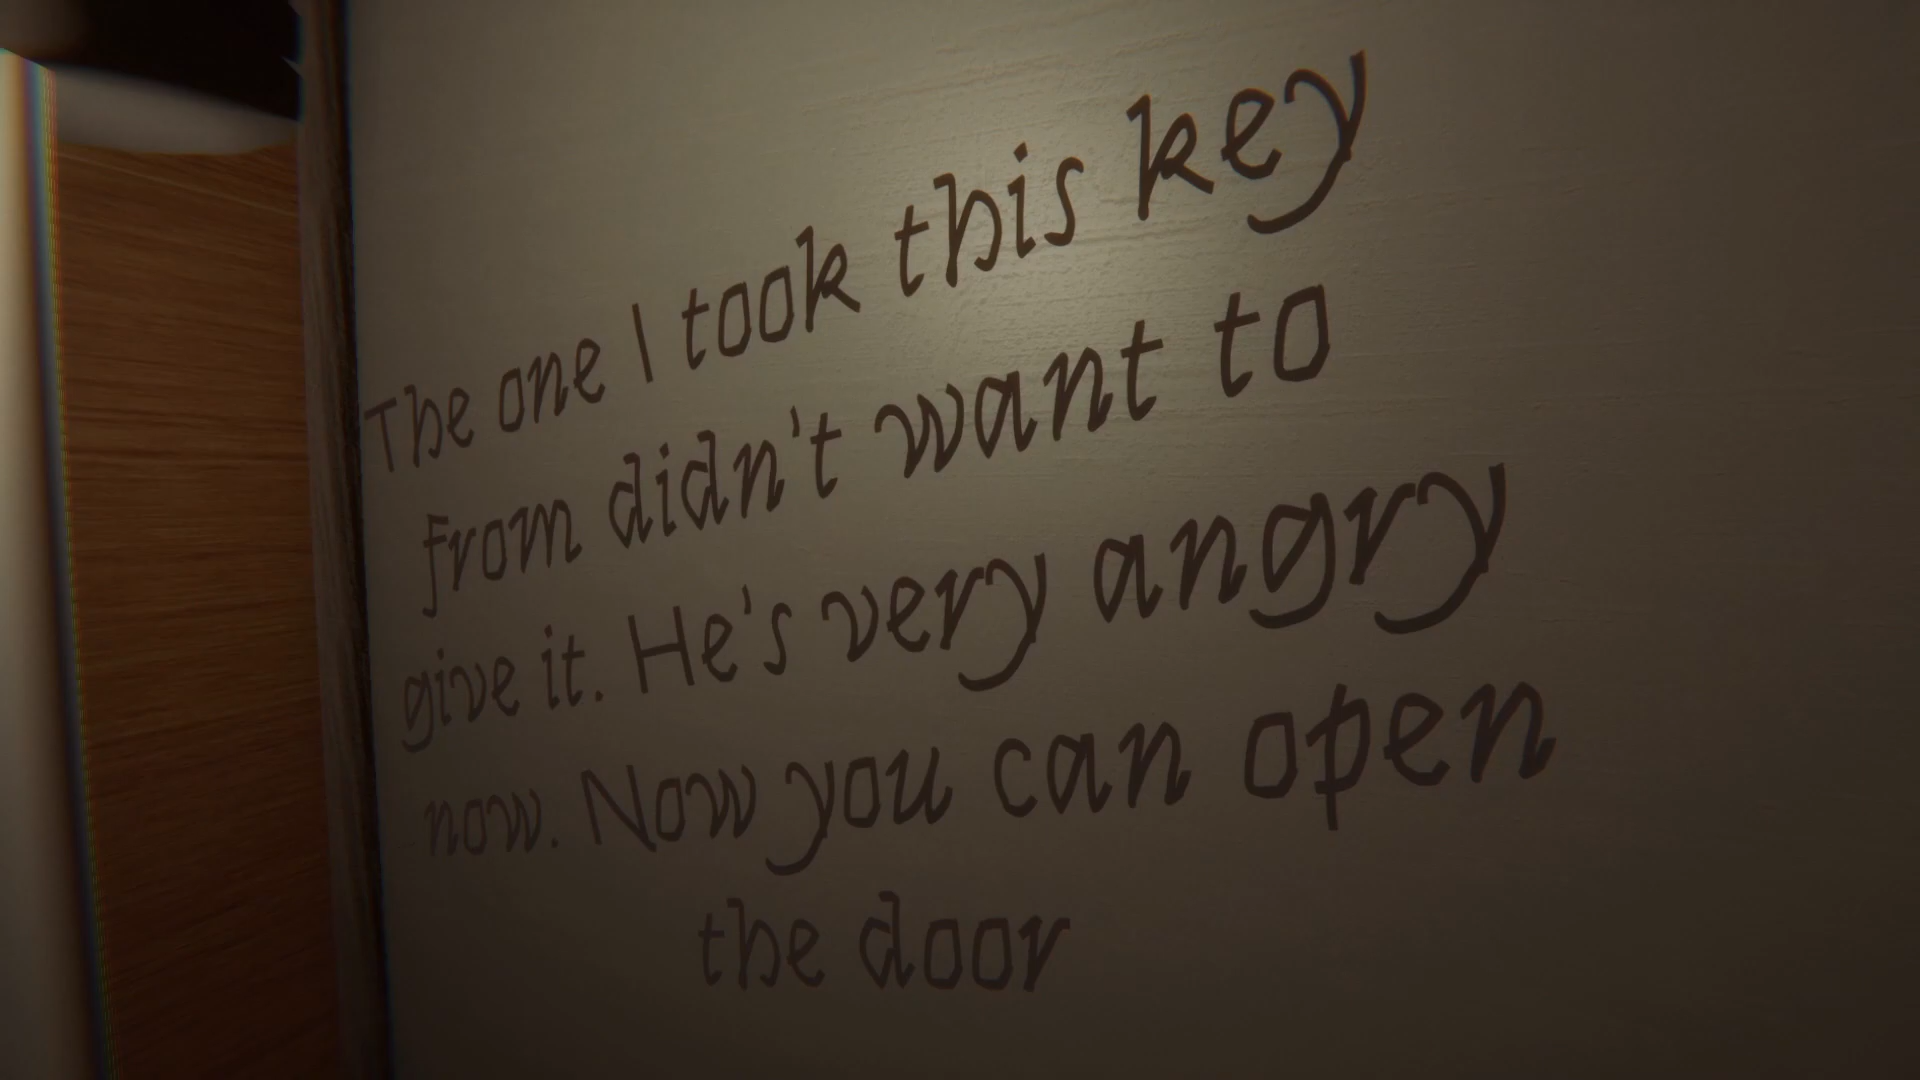 The one I took this key
from didn't want to
give it. He's very angry
now. Now you can open
the door